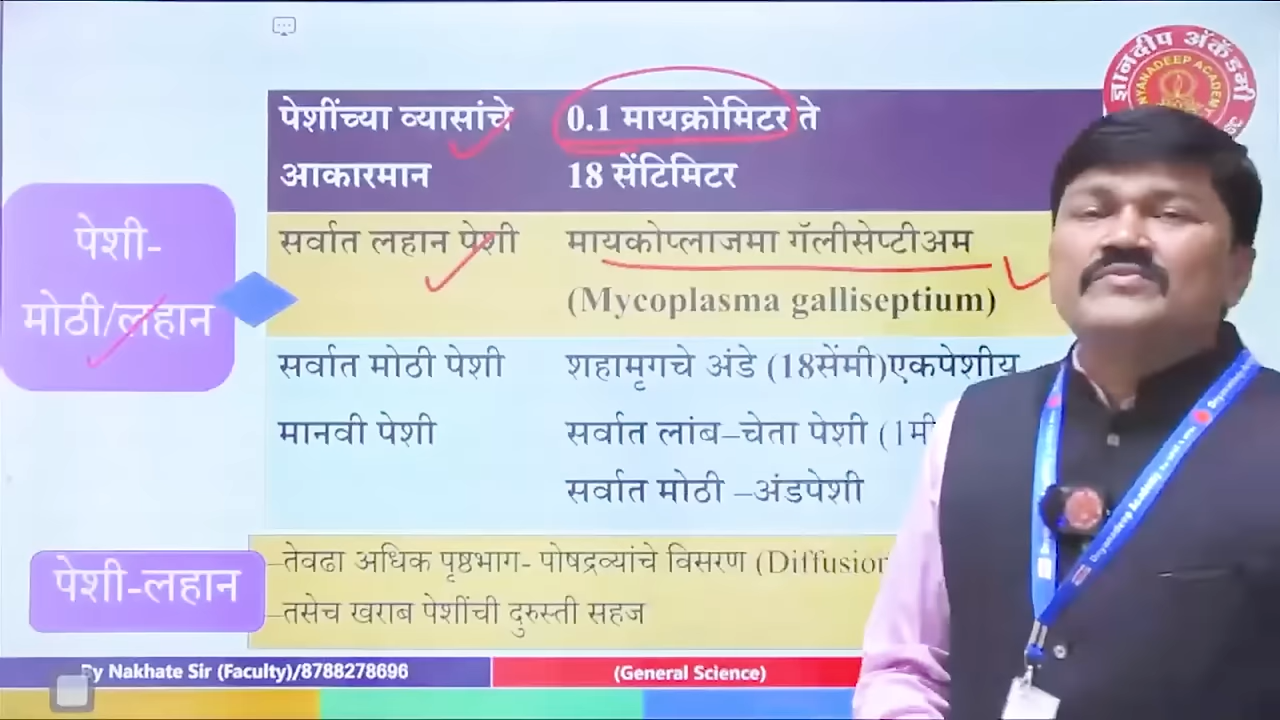 ज्ञानदीप अॅकॅडमी
पेशींच्या व्यासांचे 0.1 मायक्रोमिटर ते
आकारमान 18 सेंटिमिटर
पेशी-
मोठी/लहान
सर्वात लहान पेशी मायकोप्लाजमा गॅलीसेप्टीअम
(Mycoplasma galliseptium)
सर्वात मोठी पेशी शहामृगचे अंडे (18सेंमी)एकपेशीय
मानवी पेशी सर्वात लांब–चेता पेशी (1मी
सर्वात मोठी –अंडपेशी
पेशी-लहान
–तेवढा अधिक पृष्ठभाग- पोषद्रव्यांचे विसरण (Diffusion
–तसेच खराब पेशींची दुरुस्ती सहज
By Nakhate Sir (Faculty)/8788278696 (General Science)